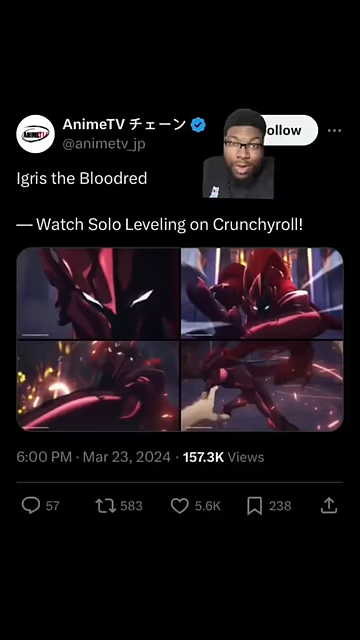 AnimeTV チェーン
@animetv_jp
ollow
Igris the Bloodred
— Watch Solo Leveling on Crunchyroll!
6:00 PM · Mar 23, 2024 · 157.3K Views
57 583 5.6K 238